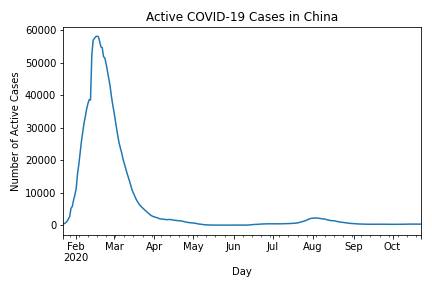 Active COVID-19 Cases in China
60000
50000
40000
30000
20000
10000
0
Number of Active Cases
Feb Mar Apr May Jun Jul Aug Sep Oct
2020
Day